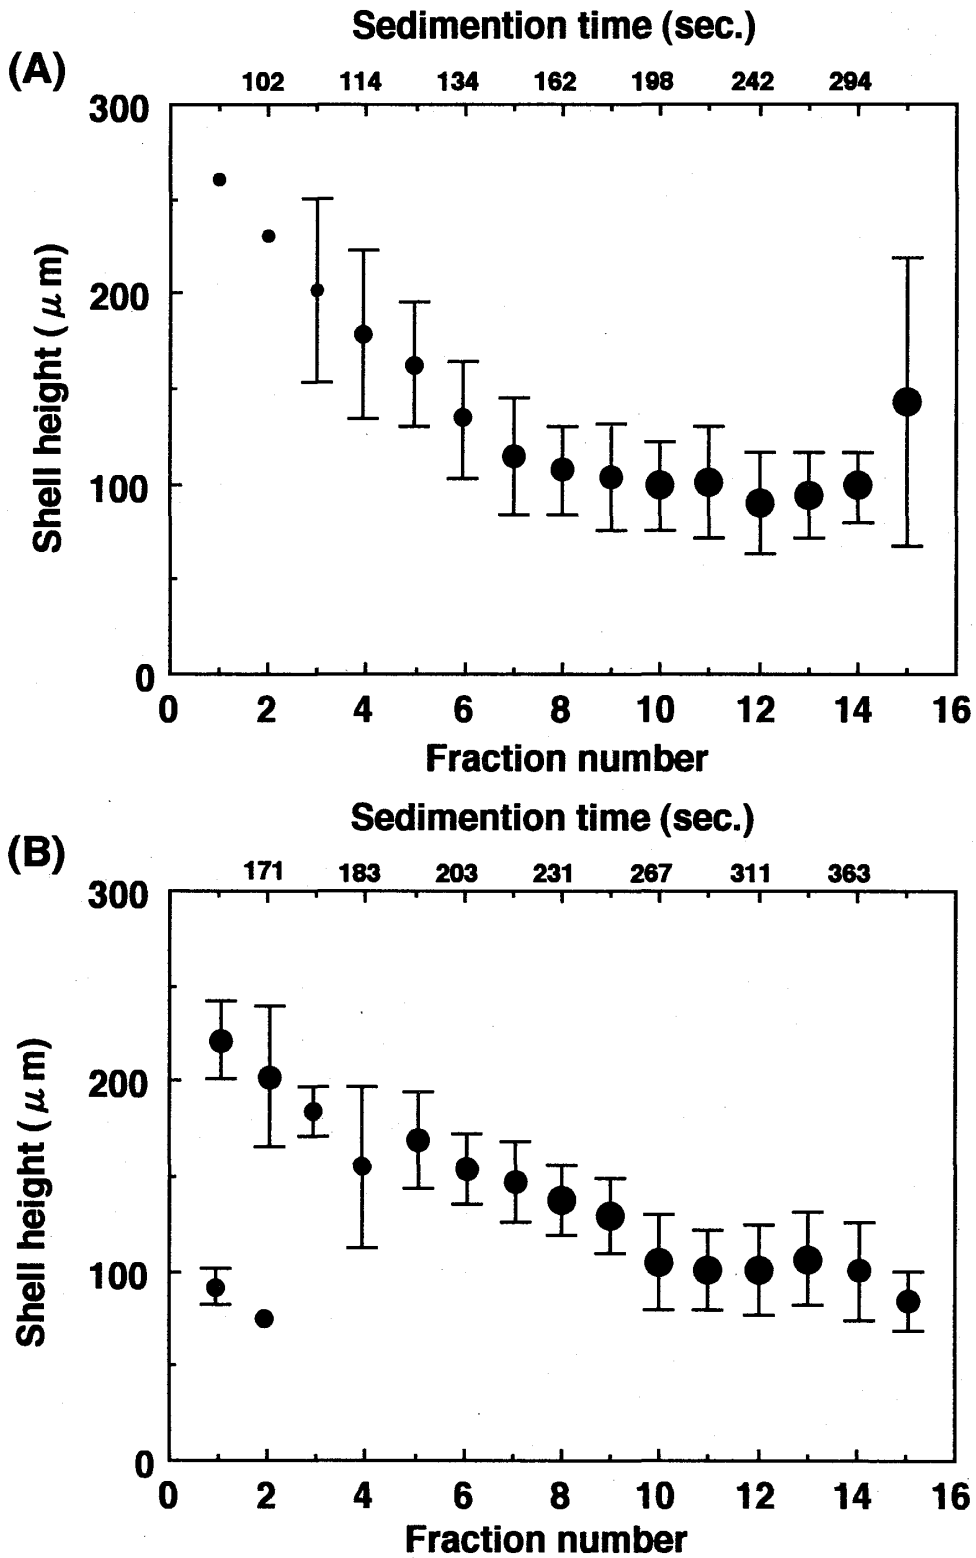 Sedimention time (sec.)
(A)
102 114 134 162 198 242 294
300
200
100
0
Shell height ( μ m)
0 2 4 6 8 10 12 14 16
Fraction number
Sedimention time (sec.)
(B)
171 183 203 231 267 311 363
300
200
100
0
Shell height ( μ m)
0 2 4 6 8 10 12 14 16
Fraction number